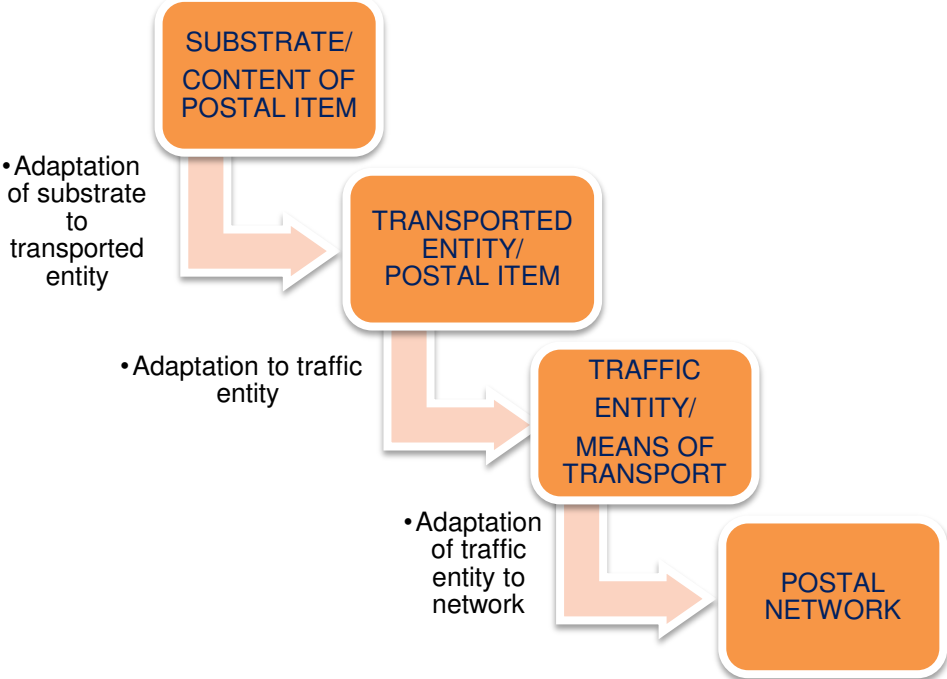 SUBSTRATE/
CONTENT OF
POSTAL ITEM
•Adaptation
of substrate
to
transported
entity
TRANSPORTED
ENTITY/
POSTAL ITEM
•Adaptation to traffic
entity
TRAFFIC
ENTITY/
MEANS OF
TRANSPORT
•Adaptation
of traffic
entity to
network
POSTAL
NETWORK